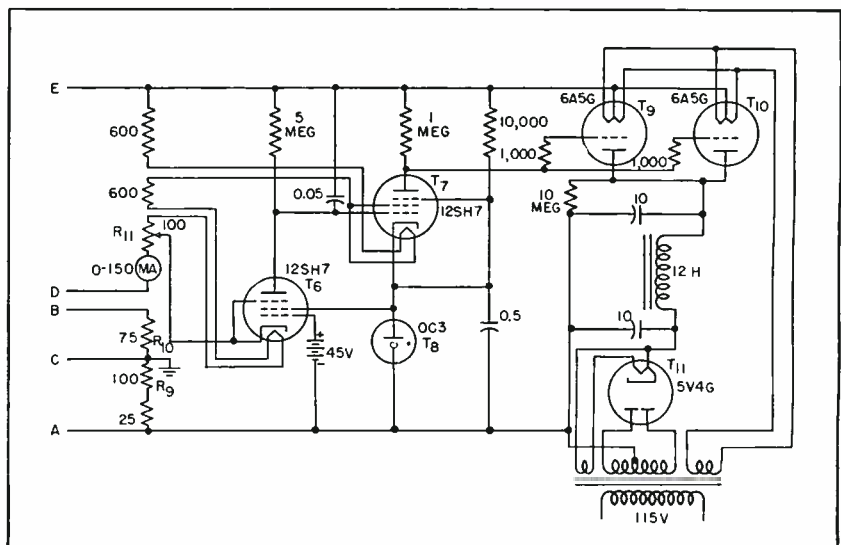 E
600
5
MEG
1
MEG
10,000
6A5G
T9
6A5G
T10
1,000
1,000
0.05
T7
12SH7
10
MEG
10
600
R11
100
0-150
MA
12SH7
T6
12 H
D
B
75
R10
45V
+
-
OC3
T8
0.5
10
C
100
R9
T11
5V4G
25
A
115V